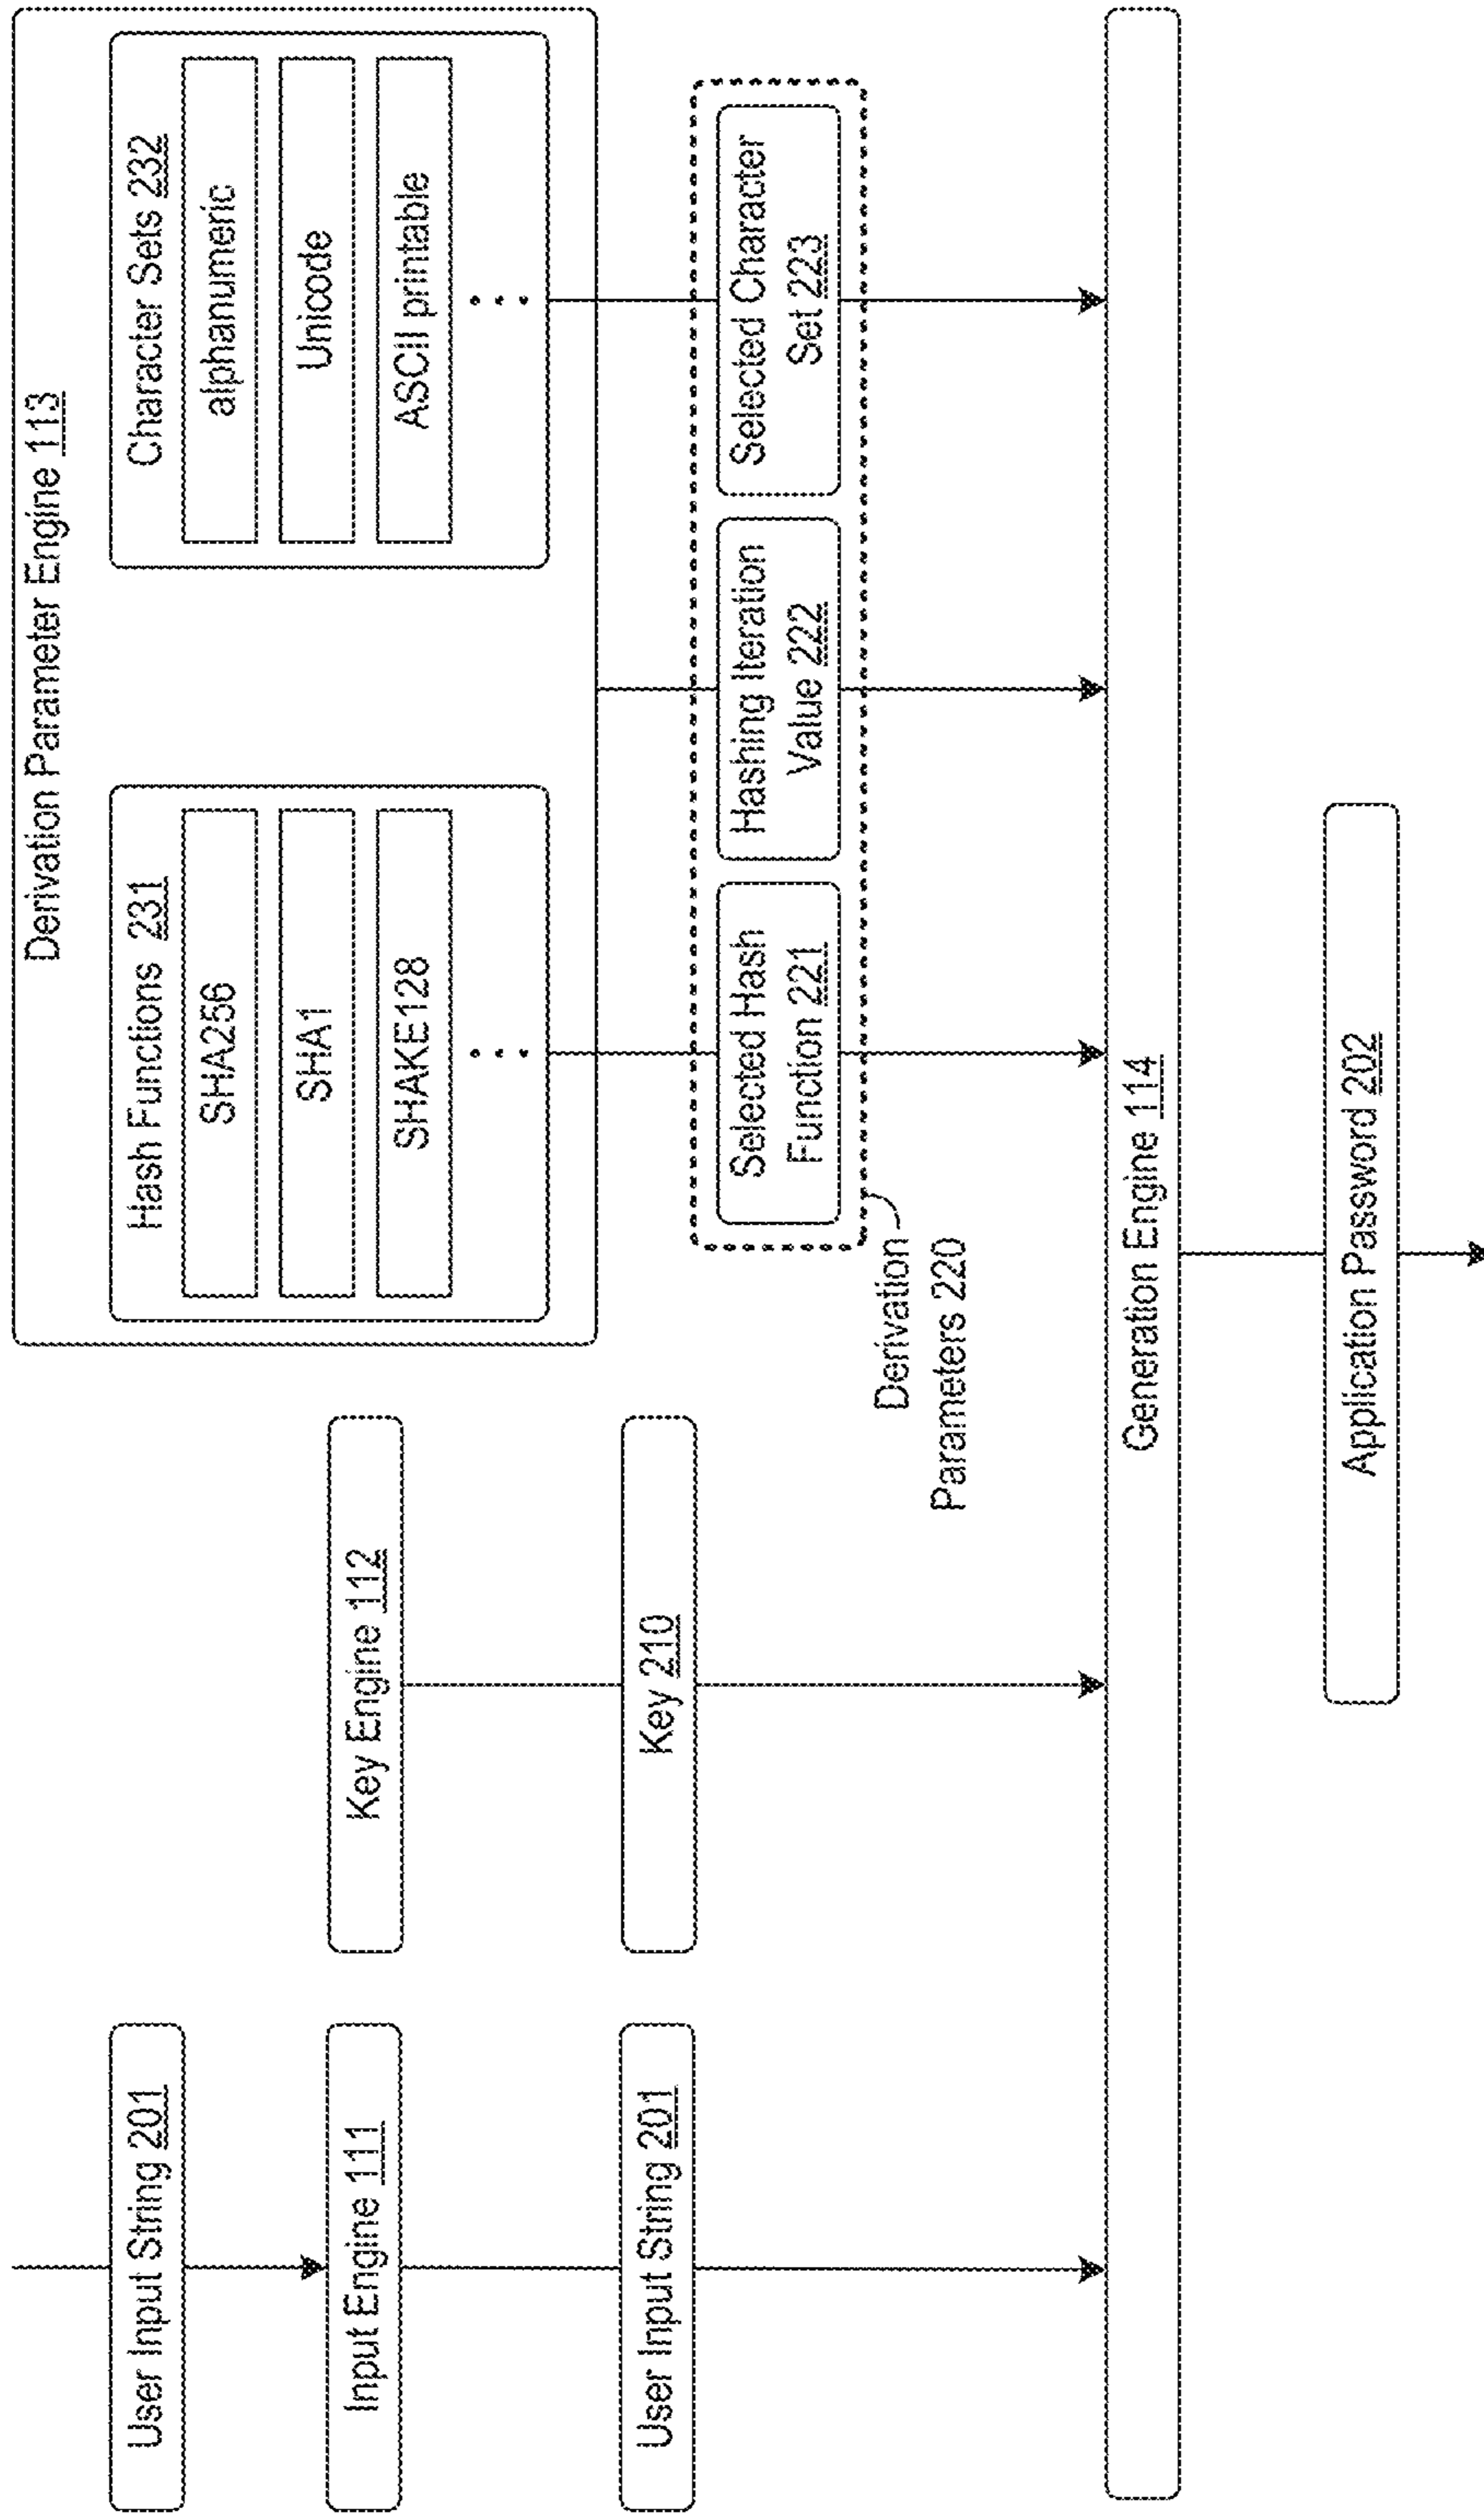 Derivation Parameter Engine 113
Hash Functions 231
SHA256
SHA1
SHAKE128
Character Sets 232
alphanumeric
Unicode
ASCII printable
User Input String 201
Input Engine 111
Key Engine 112
User Input String 201
Key 210
Selected Hash
Function 221
Hashing Iteration
Value 222
Selected Character
Set 223
Derivation
Parameters 220
Generation Engine 114
Application Password 202